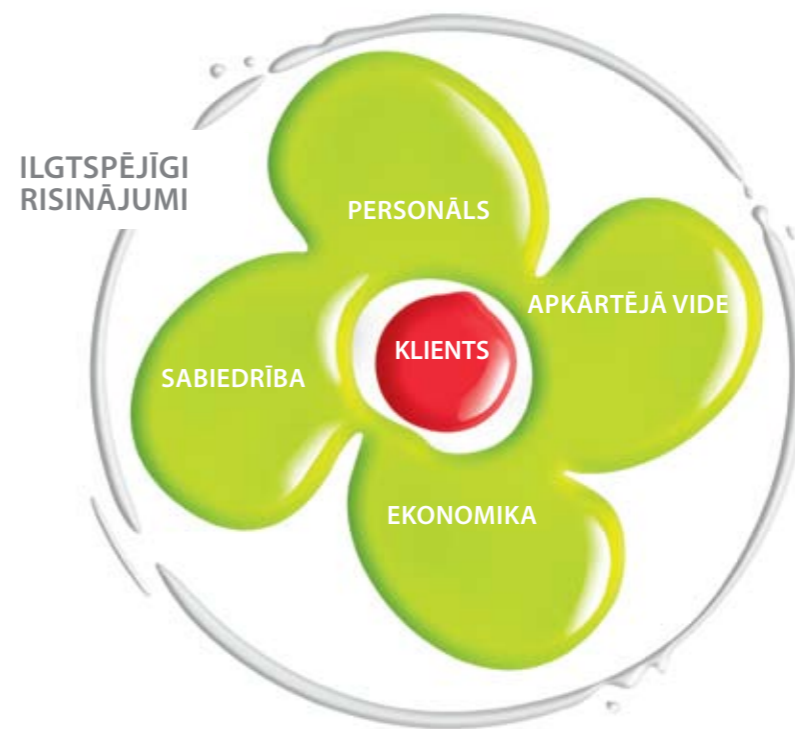 ILGTSPĒJĪGI
RISINĀJUMI
PERSONĀLS
APKĀRTĒJĀ VIDE
KLIENTS
SABIEDRĪBA
EKONOMIKA